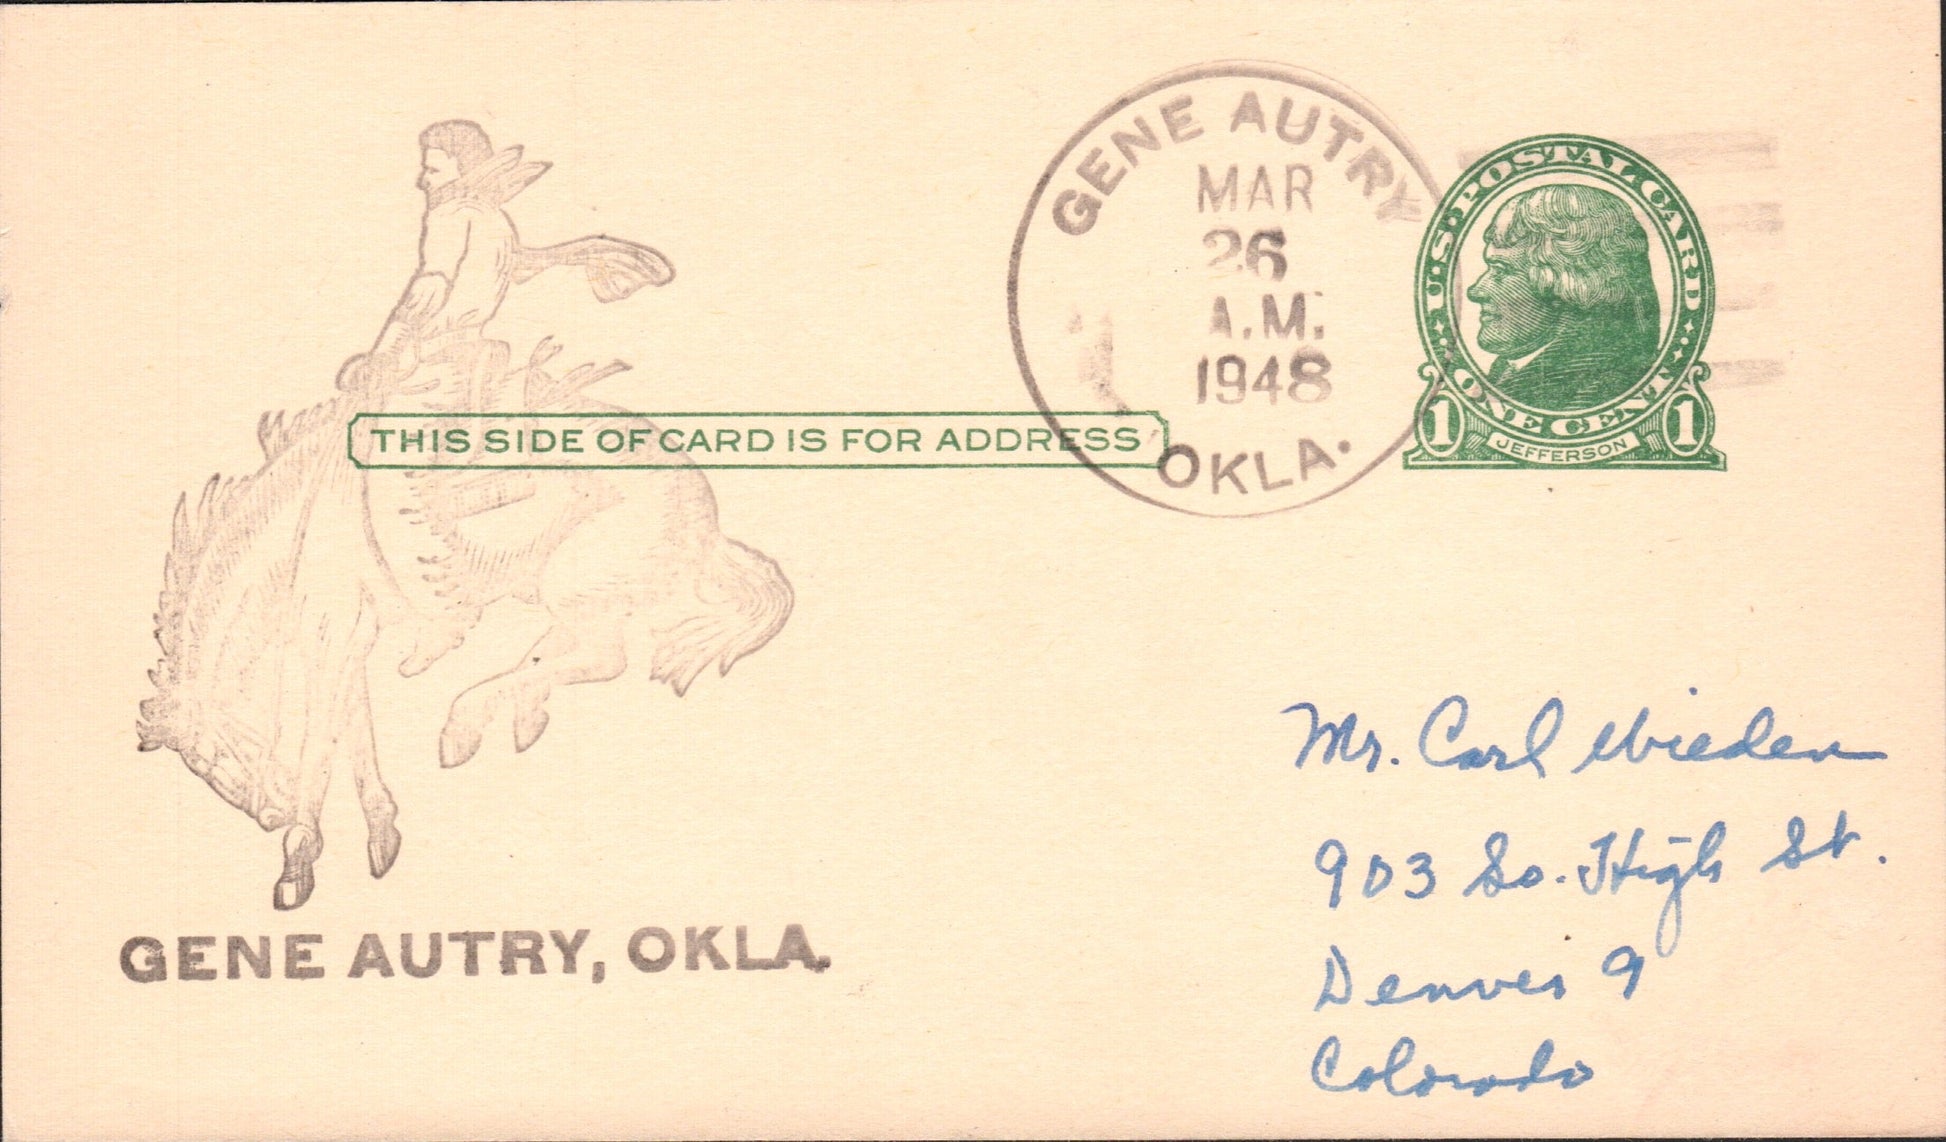 GENE AUTRY
MAR
26
A.M.
1948
OKLA.
U.S. POSTAL CARD
ONE CENT
1 JEFFERSON 1
THIS SIDE OF CARD IS FOR ADDRESS
Mr. Carl Wieden
903 So. High St.
Denver 9
Colorado
GENE AUTRY, OKLA.